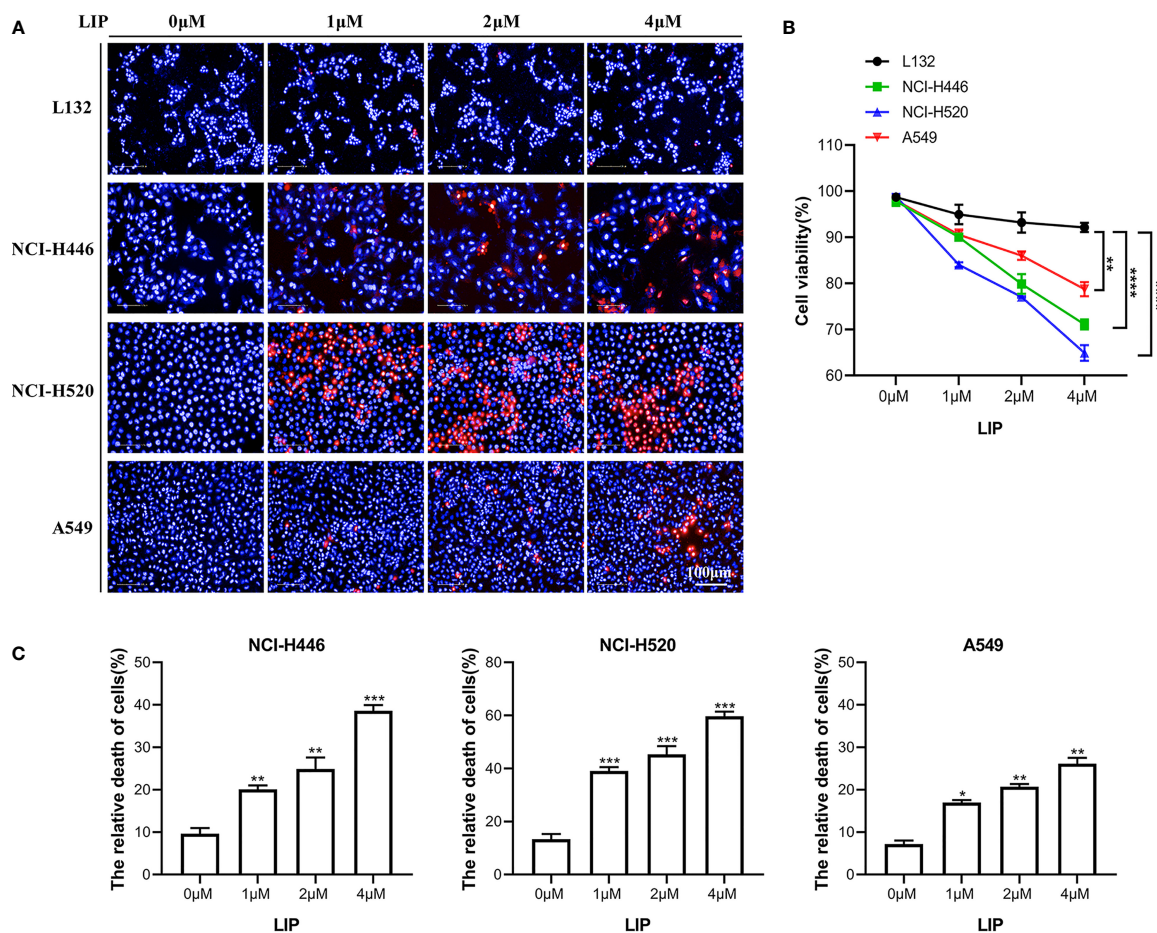 A
LIP 0μM 1μM 2μM 4μM
L132
NCI-H446
NCI-H520
A549
100μm
B
L132
NCI-H446
NCI-H520
A549
Cell viability(%)
110
100
90
80
70
60
0μM 1μM 2μM 4μM
LIP
**
****
C
NCI-H446
The relative death of cells(%)
50
40
30
20
10
0
** ** ***
0μM 1μM 2μM 4μM
LIP
NCI-H520
The relative death of cells(%)
80
60
40
20
0
*** *** ***
0μM 1μM 2μM 4μM
LIP
A549
The relative death of cells(%)
50
40
30
20
10
0
* ** **
0μM 1μM 2μM 4μM
LIP